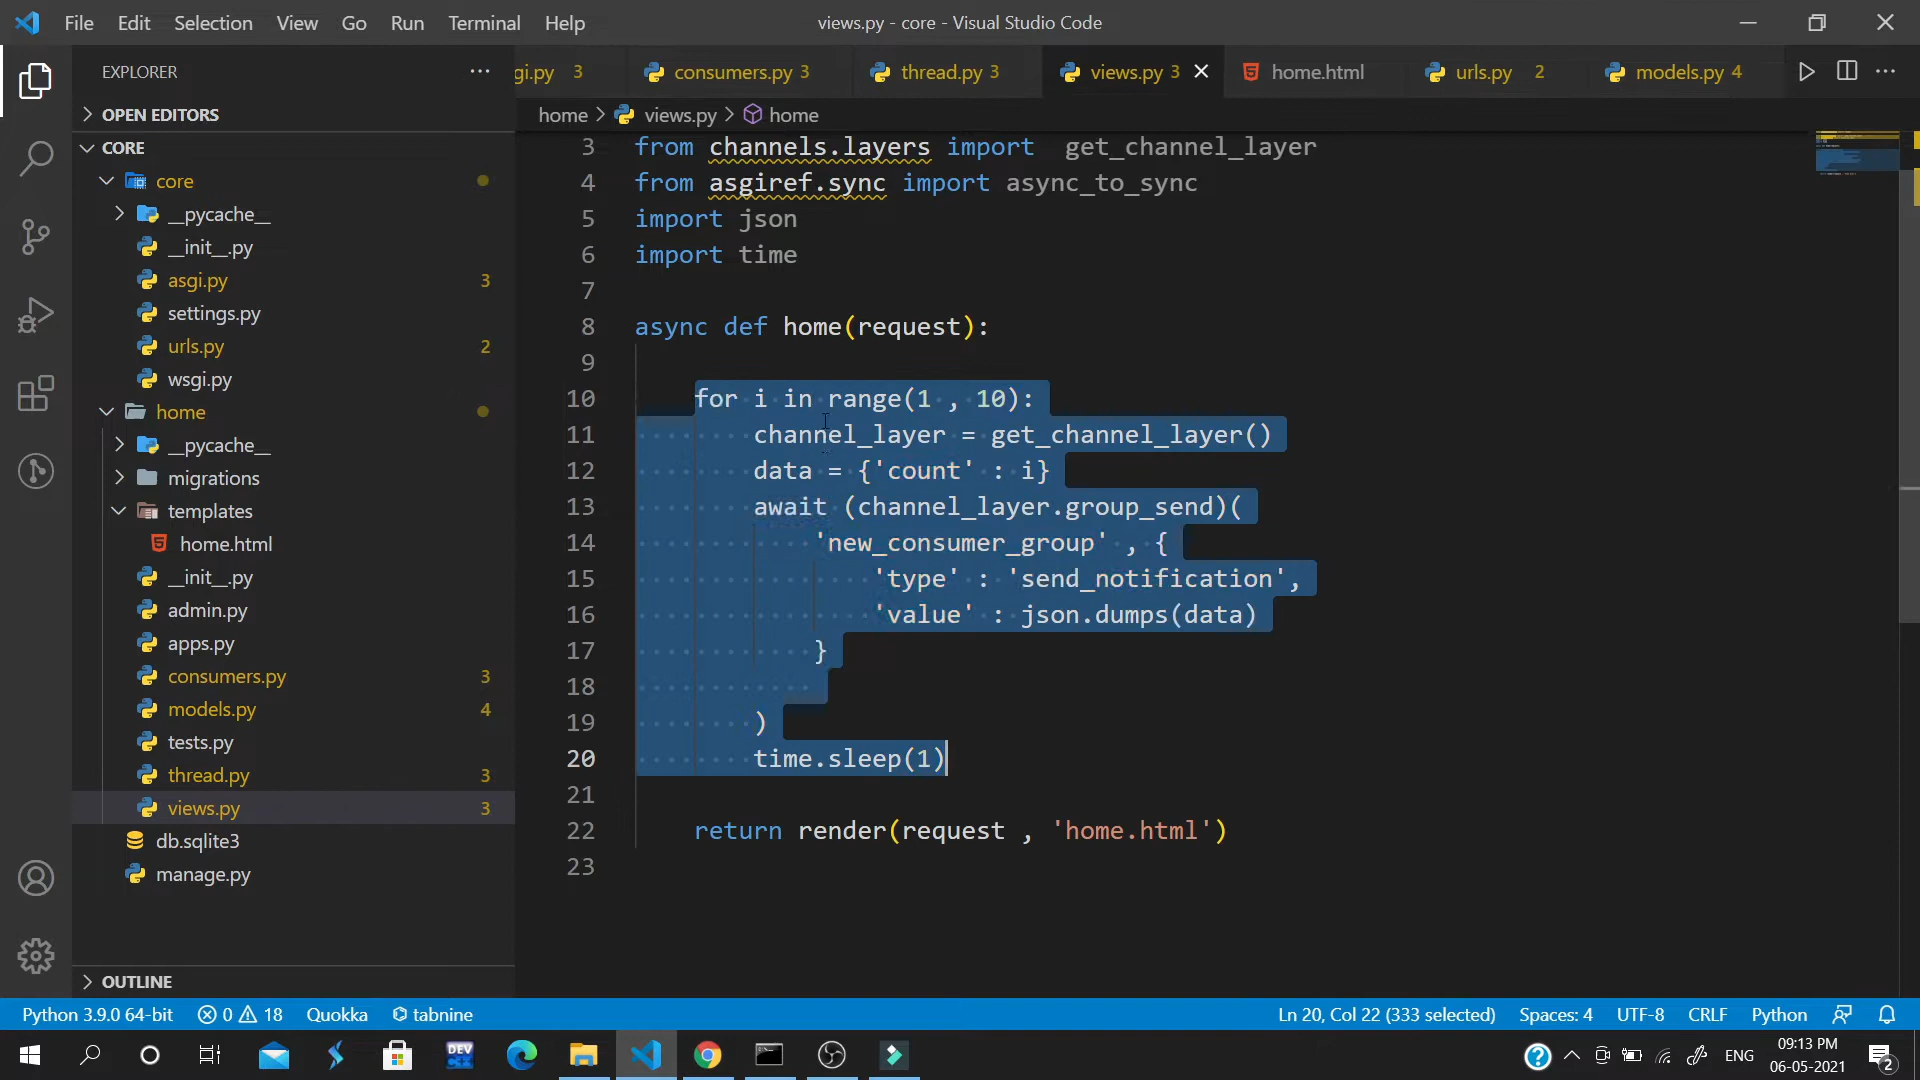 File Edit Selection View Go Run Terminal Help views.py - core - Visual Studio Code
EXPLORER
gi.py 3 consumers.py 3 thread.py 3 views.py 3 home.html urls.py 2 models.py 4
home > views.py > home
OPEN EDITORS
CORE
core
__pycache__
__init__.py
asgi.py 3
settings.py
urls.py 2
wsgi.py
home
__pycache__
migrations
templates
home.html
__init__.py
admin.py
apps.py
consumers.py 3
models.py 4
tests.py
thread.py 3
views.py 3
db.sqlite3
manage.py
OUTLINE
3 from channels.layers import get_channel_layer
4 from asgiref.sync import async_to_sync
5 import json
6 import time
7
8 async def home(request):
9
10 for i in range(1 , 10):
11 channel_layer = get_channel_layer()
12 data = {'count' : i}
13 await (channel_layer.group_send)(
14 'new_consumer_group' , {
15 'type' : 'send_notification',
16 'value' : json.dumps(data)
17 }
18
19 )
20 time.sleep(1)
21
22 return render(request , 'home.html')
23
Python 3.9.0 64-bit 0 18 Quokka tabnine Ln 20, Col 22 (333 selected) Spaces: 4 UTF-8 CRLF Python
DEV ENG 09:13 PM
06-05-2021 2